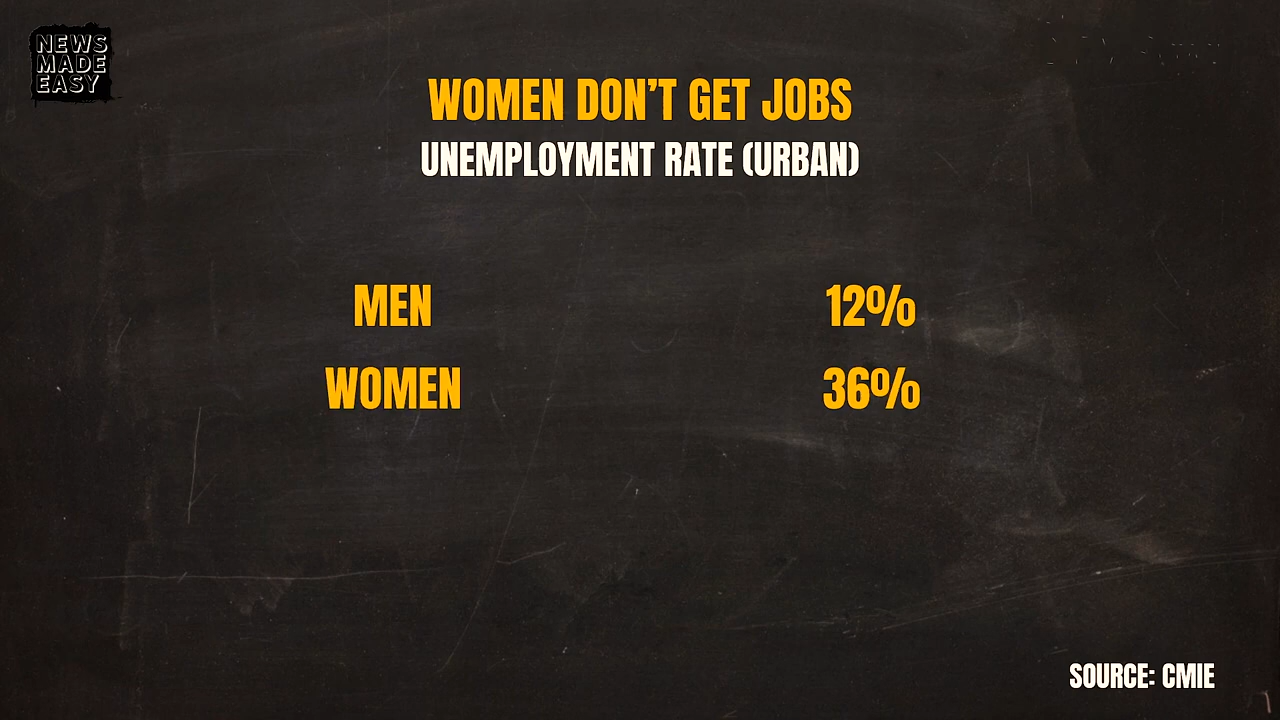 NEWS
MADE
EASY
WOMEN DON'T GET JOBS
UNEMPLOYMENT RATE (URBAN)
MEN 12%
WOMEN 36%
SOURCE: CMIE